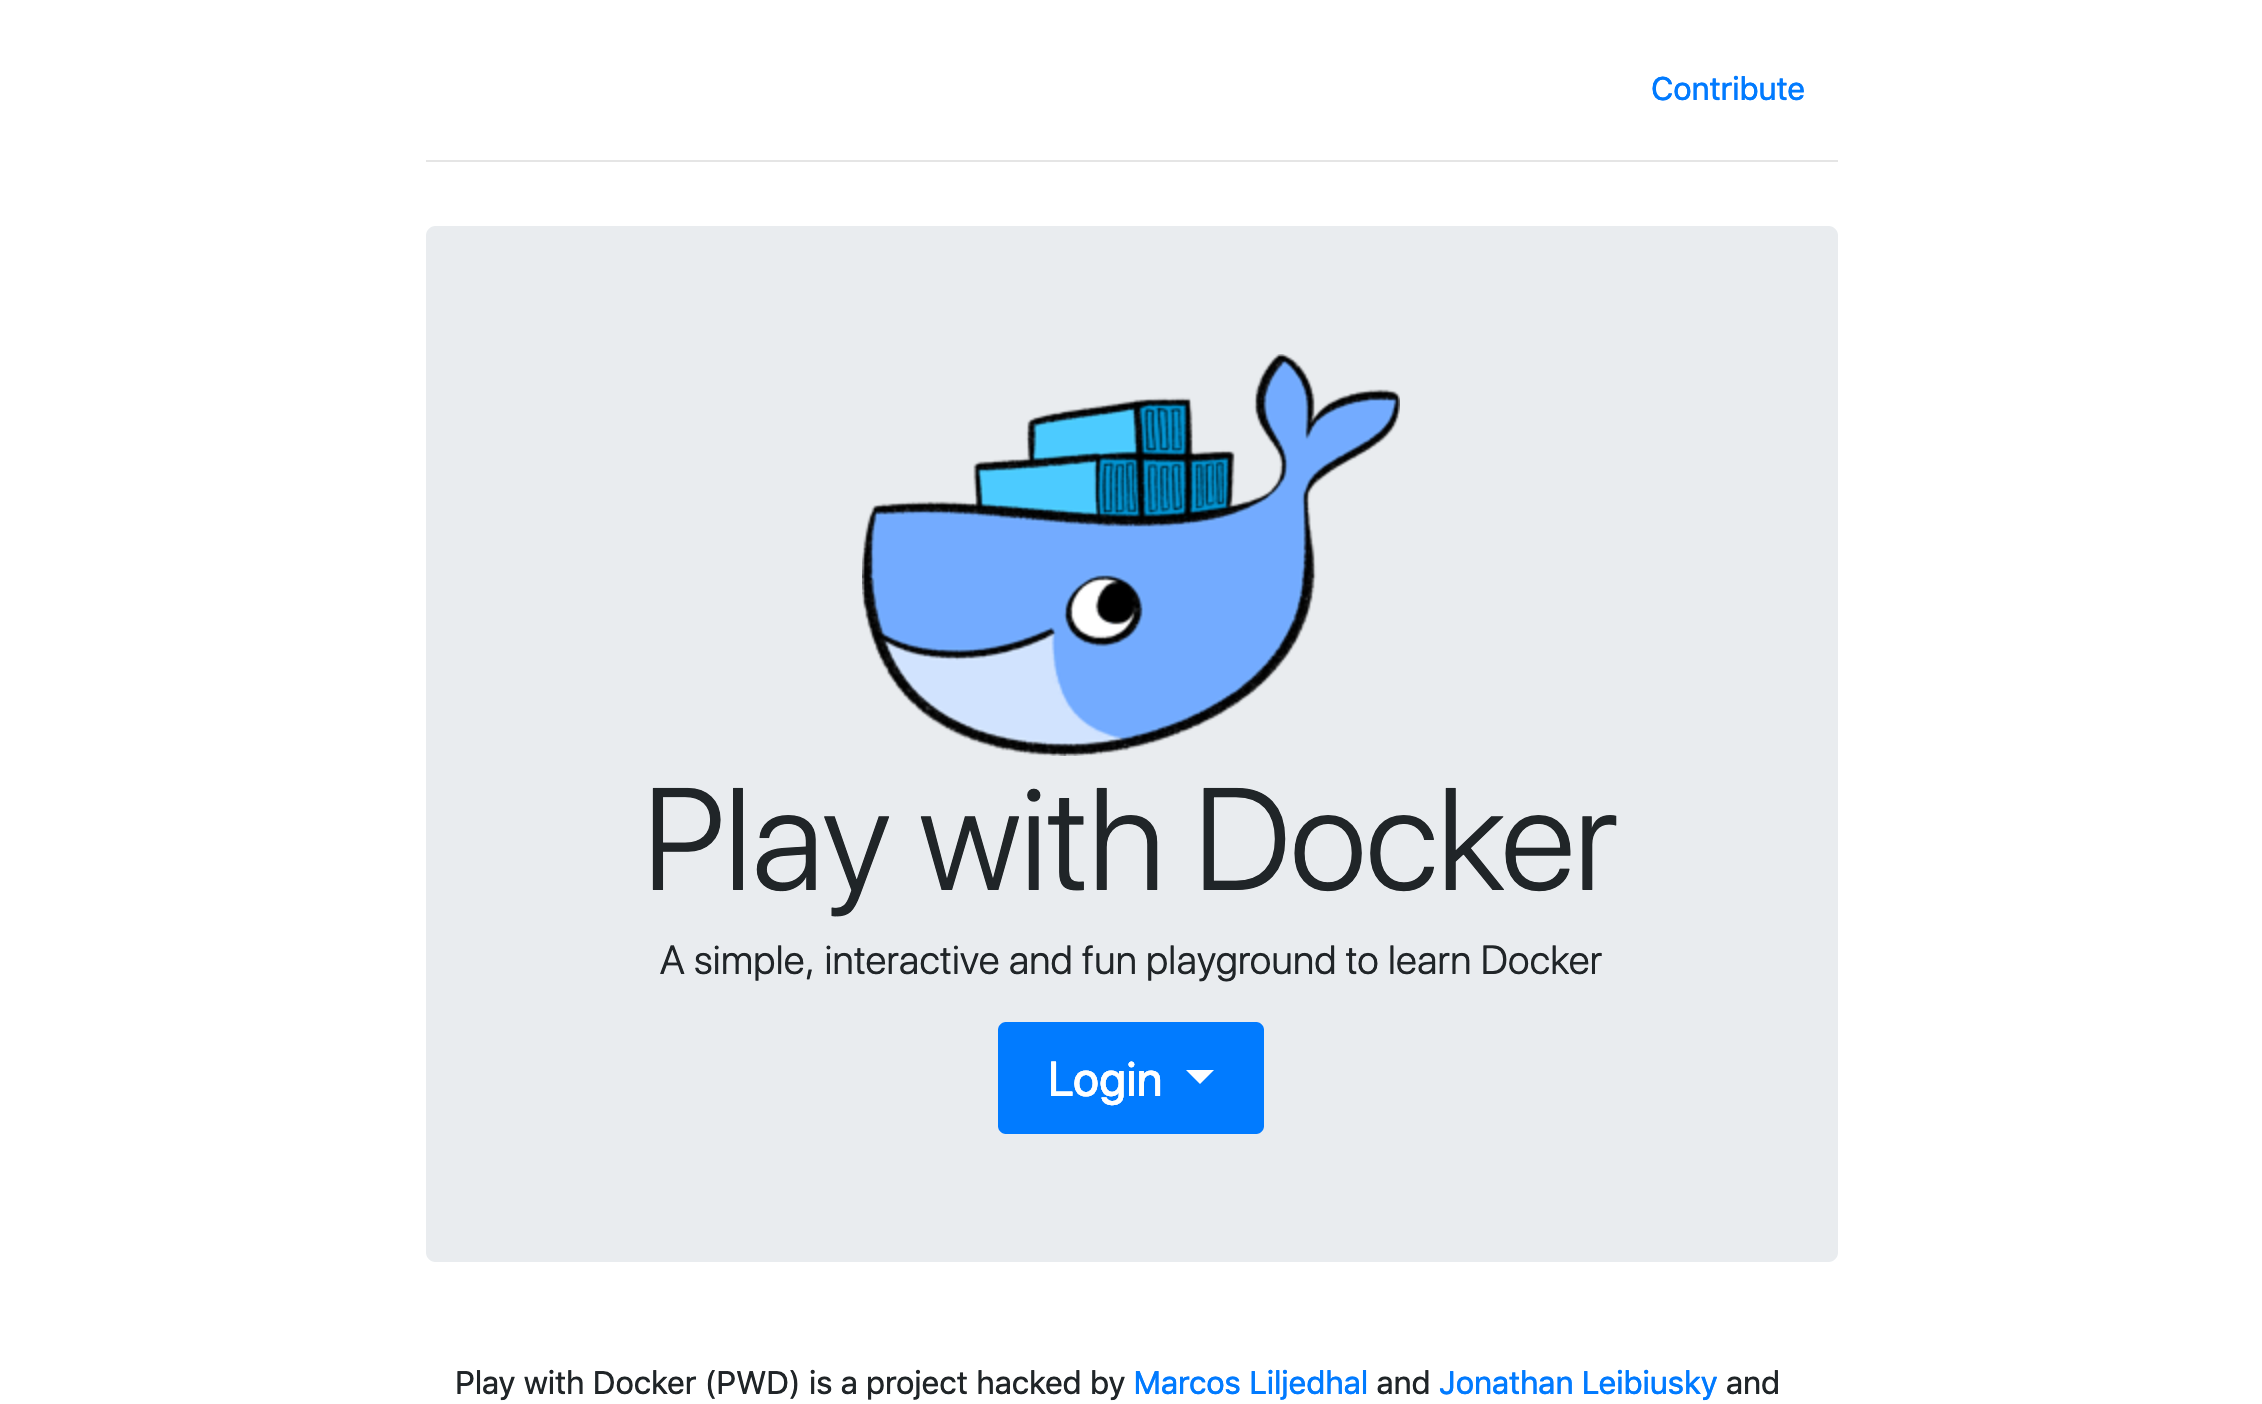 Contribute
Play with Docker
A simple, interactive and fun playground to learn Docker
Login
Play with Docker (PWD) is a project hacked by Marcos Liljedhal and Jonathan Leibiusky and